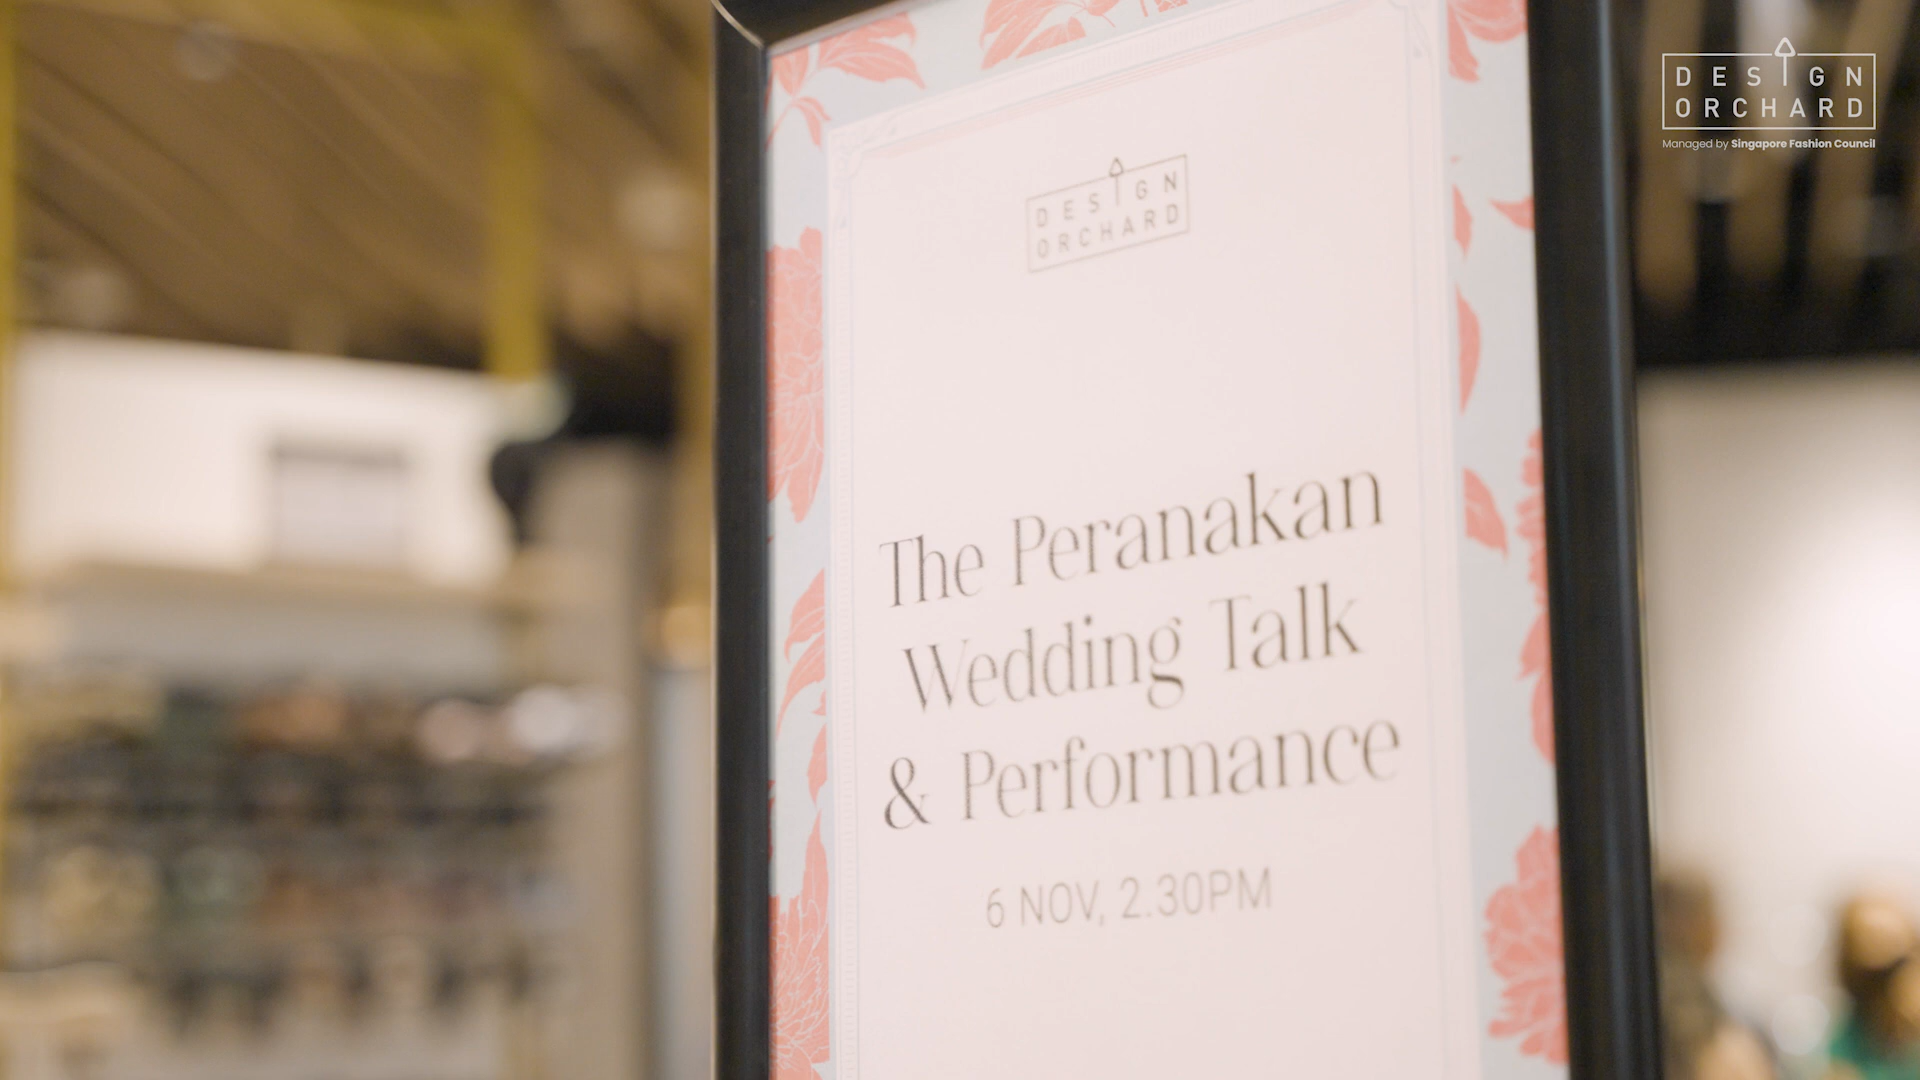 DESIGN
ORCHARD
Managed by Singapore Fashion Council
DESIGN
ORCHARD
The Peranakan
Wedding Talk
& Performance
6 NOV, 2.30PM